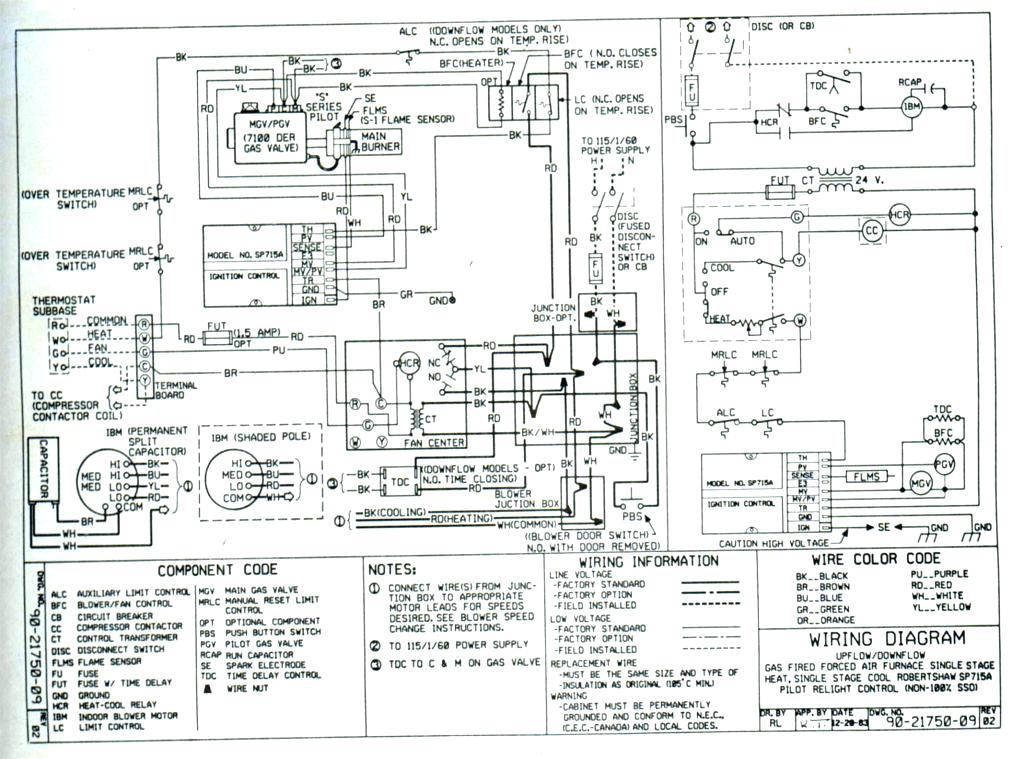 ALC ((DOWNFLOW MODELS ONLY)
N.C. OPENS ON TEMP. RISE)
BK
BK
BK
BK
③
BU
BK
YL
BK
BFC(HEATER)
BFC (N.O. CLOSES
ON TEMP. RISE)
OPT
LC (N.C. OPENS
ON TEMP. RISE)
RD
"S"
SERIES
PILOT
SE
FLMS
(S-1 FLAME SENSOR)
MGV/PGV
(7100 DER
GAS VALVE)
MAIN
BURNER
BK
TO 115/1/60
POWER SUPPLY
H
N
RD
(OVER TEMPERATURE MRLC
SWITCH) OPT
BU
YL
RD
RD
WH
BK
DISC
(FUSED
DISCON-
NECT
SWITCH)
OR CB
BK
FU
RD
(OVER TEMPERATURE MRLC
SWITCH) OPT
MODEL NO. SP715A
IGNITION CONTROL
TH
PV
SENSE
E3
MV
MV/PV
TR
GND
IGN
BR
GR
GND
BK
WH
JUNCTION
BOX-OPT.
THERMOSTAT
SUBBASE
R COMMON R
W HEAT W
G FAN G
Y COOL C
Y
TERMINAL
BOARD
RD
FUT
(1.5 AMP)
OPT
RD
PU
BR
TO CC
(COMPRESSOR
CONTACTOR COIL)
HCR
NC
NO
RD
YL
BK
BK
R
C
G
W
Y
CT
FAN CENTER
BK/WH
RD
RD
WH
BK
BK
JUNCTION BOX
GND
CAPACITOR
IBM (PERMANENT
SPLIT
CAPACITOR)
HI BK
MED HI BU
MED LO YL
LO RD
COM
①
BR
WH
WH
IBM (SHADED POLE)
HI BK
MED BU
LO RD
COM WH
①
③
BK
BK
TDC
(DOWNFLOW MODELS - OPT)
N.O. TIME CLOSING)
BK
WH
BLOWER
JUCTION BOX
①
BK(COOLING)
RD(HEATING)
WH(COMMON)
PBS
((BLOWER DOOR SWITCH)
N.O. WITH DOOR REMOVED)
②
DISC (OR CB)
FU
PBS
TDC
RCAP
HCR
BFC
IBM
FUT
CT
24 V.
R
G
HCR
ON
AUTO
CC
COOL
Y
OFF
HEAT
W
MRLC
MRLC
ALC
LC
TDC
BFC
MODEL NO. SP715A
IGNITION CONTROL
TH
PV
SENSE
E3
MV
MV/PV
TR
GND
IGN
FLMS
MGV
PGV
SE
GND
GND
CAUTION HIGH VOLTAGE
COMPONENT CODE
ALC AUXILIARY LIMIT CONTROL
BFC BLOWER/FAN CONTROL
CB CIRCUIT BREAKER
CC COMPRESSOR CONTACTOR
CT CONTROL TRANSFORMER
DISC DISCONNECT SWITCH
FLMS FLAME SENSOR
FU FUSE
FUT FUSE W/ TIME DELAY
GND GROUND
HCR HEAT-COOL RELAY
IBM INDOOR BLOWER MOTOR
LC LIMIT CONTROL
MGV MAIN GAS VALVE
MRLC MANUAL RESET LIMIT
CONTROL
OPT OPTIONAL COMPONENT
PBS PUSH BUTTON SWITCH
PGV PILOT GAS VALVE
RCAP RUN CAPACITOR
SE SPARK ELECTRODE
TDC TIME DELAY CONTROL
WIRE NUT
DWG. NO. 90-21750-09 REV 02
NOTES:
① CONNECT WIRE(S) FROM JUNC-
TION BOX TO APPROPRIATE
MOTOR LEADS FOR SPEEDS
DESIRED. SEE BLOWER SPEED
CHANGE INSTRUCTIONS.
② TO 115/1/60 POWER SUPPLY
③ TDC TO C & M ON GAS VALVE
WIRING INFORMATION
LINE VOLTAGE
-FACTORY STANDARD
-FACTORY OPTION
-FIELD INSTALLED
LOW VOLTAGE
-FACTORY STANDARD
-FACTORY OPTION
-FIELD INSTALLED
REPLACEMENT WIRE
-MUST BE THE SAME SIZE AND TYPE OF
-INSULATION AS ORIGINAL (105°C MIN.)
WARNING
-CABINET MUST BE PERMANENTLY
GROUNDED AND CONFORM TO N.E.C.,
(C.E.C.-CANADA) AND LOCAL CODES.
WIRE COLOR CODE
BK__BLACK
BR__BROWN
BU__BLUE
GR__GREEN
OR__ORANGE
PU__PURPLE
RD__RED
WH__WHITE
YL__YELLOW
WIRING DIAGRAM
UPFLOW/DOWNFLOW
GAS FIRED FORCED AIR FURNACE SINGLE STAGE
HEAT, SINGLE STAGE COOL ROBERTSHAW SP715A
PILOT RELIGHT CONTROL (NON-100% SSO)
DR. BY RL
APP. BY
DATE 12-20-83
DWG. NO. 90-21750-09
REV 02